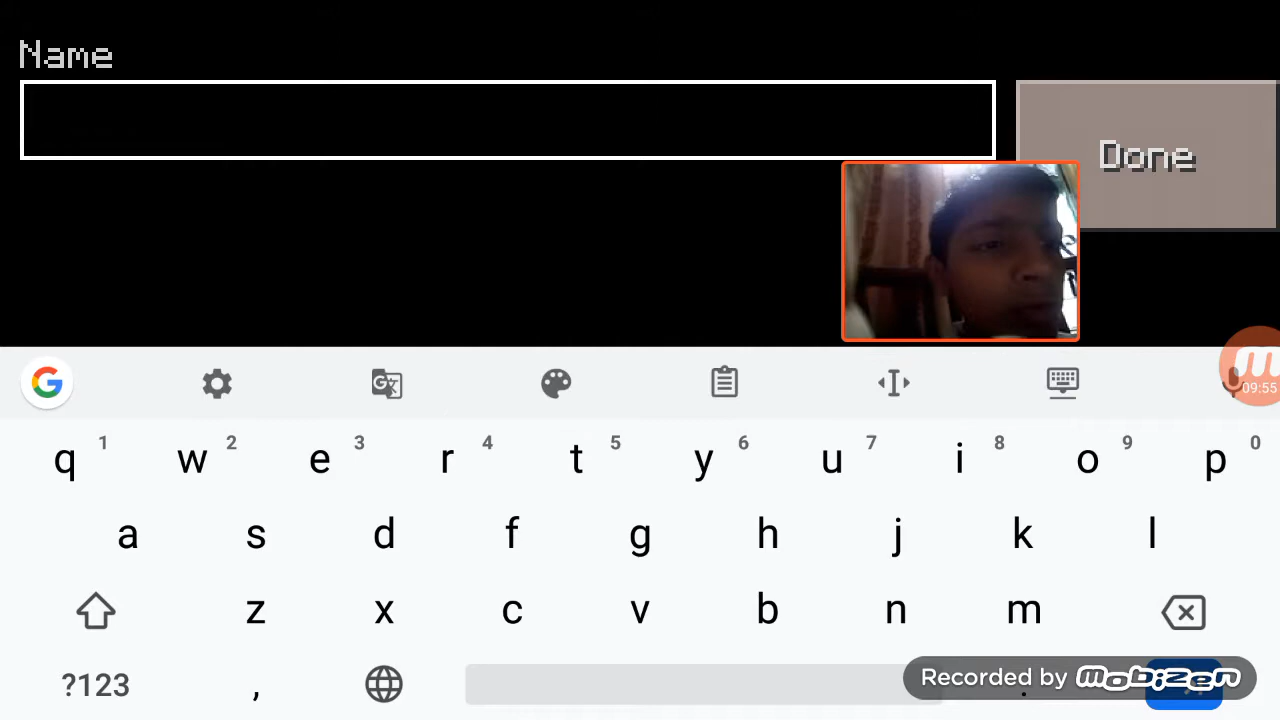 Name
Done
09:55
q 1 w 2 e 3 r 4 t 5 y 6 u 7 i 8 o 9 p 0
a s d f g h j k l
z x c v b n m
?123 , .
Recorded by mobizen